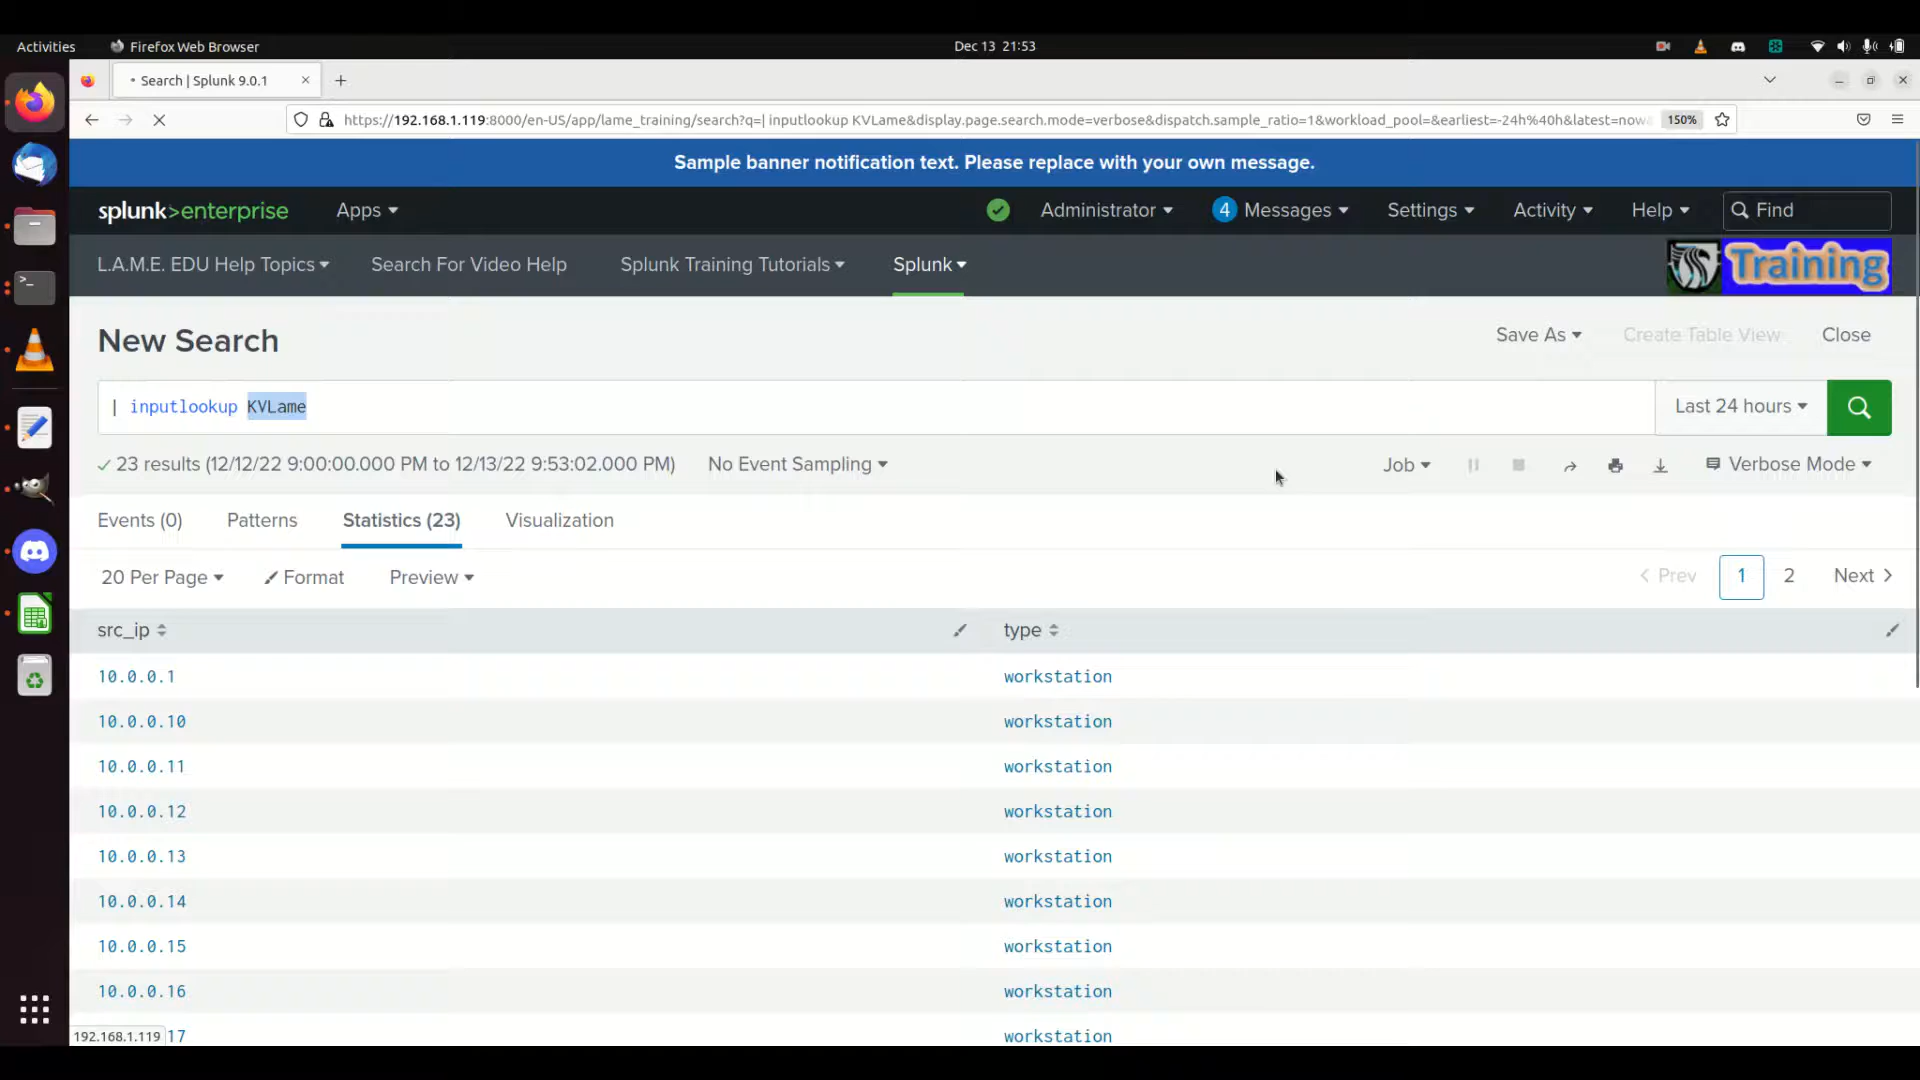 Activities Firefox Web Browser Dec 13 21:53
Search | Splunk 9.0.1
https://192.168.1.119:8000/en-US/app/lame_training/search?q=| inputlookup KVLame&display.page.search.mode=verbose&dispatch.sample_ratio=1&workload_pool=&earliest=-24h%40h&latest=now& 150%
Sample banner notification text. Please replace with your own message.
splunk>enterprise Apps Administrator 4 Messages Settings Activity Help Find
L.A.M.E. EDU Help Topics Search For Video Help Splunk Training Tutorials Splunk Training
New Search Save As Create Table View Close
| inputlookup KVLame Last 24 hours
23 results (12/12/22 9:00:00.000 PM to 12/13/22 9:53:02.000 PM) No Event Sampling Job Verbose Mode
Events (0) Patterns Statistics (23) Visualization
20 Per Page Format Preview Prev 1 2 Next
src_ip type
10.0.0.1 workstation
10.0.0.10 workstation
10.0.0.11 workstation
10.0.0.12 workstation
10.0.0.13 workstation
10.0.0.14 workstation
10.0.0.15 workstation
10.0.0.16 workstation
192.168.1.119 17 workstation